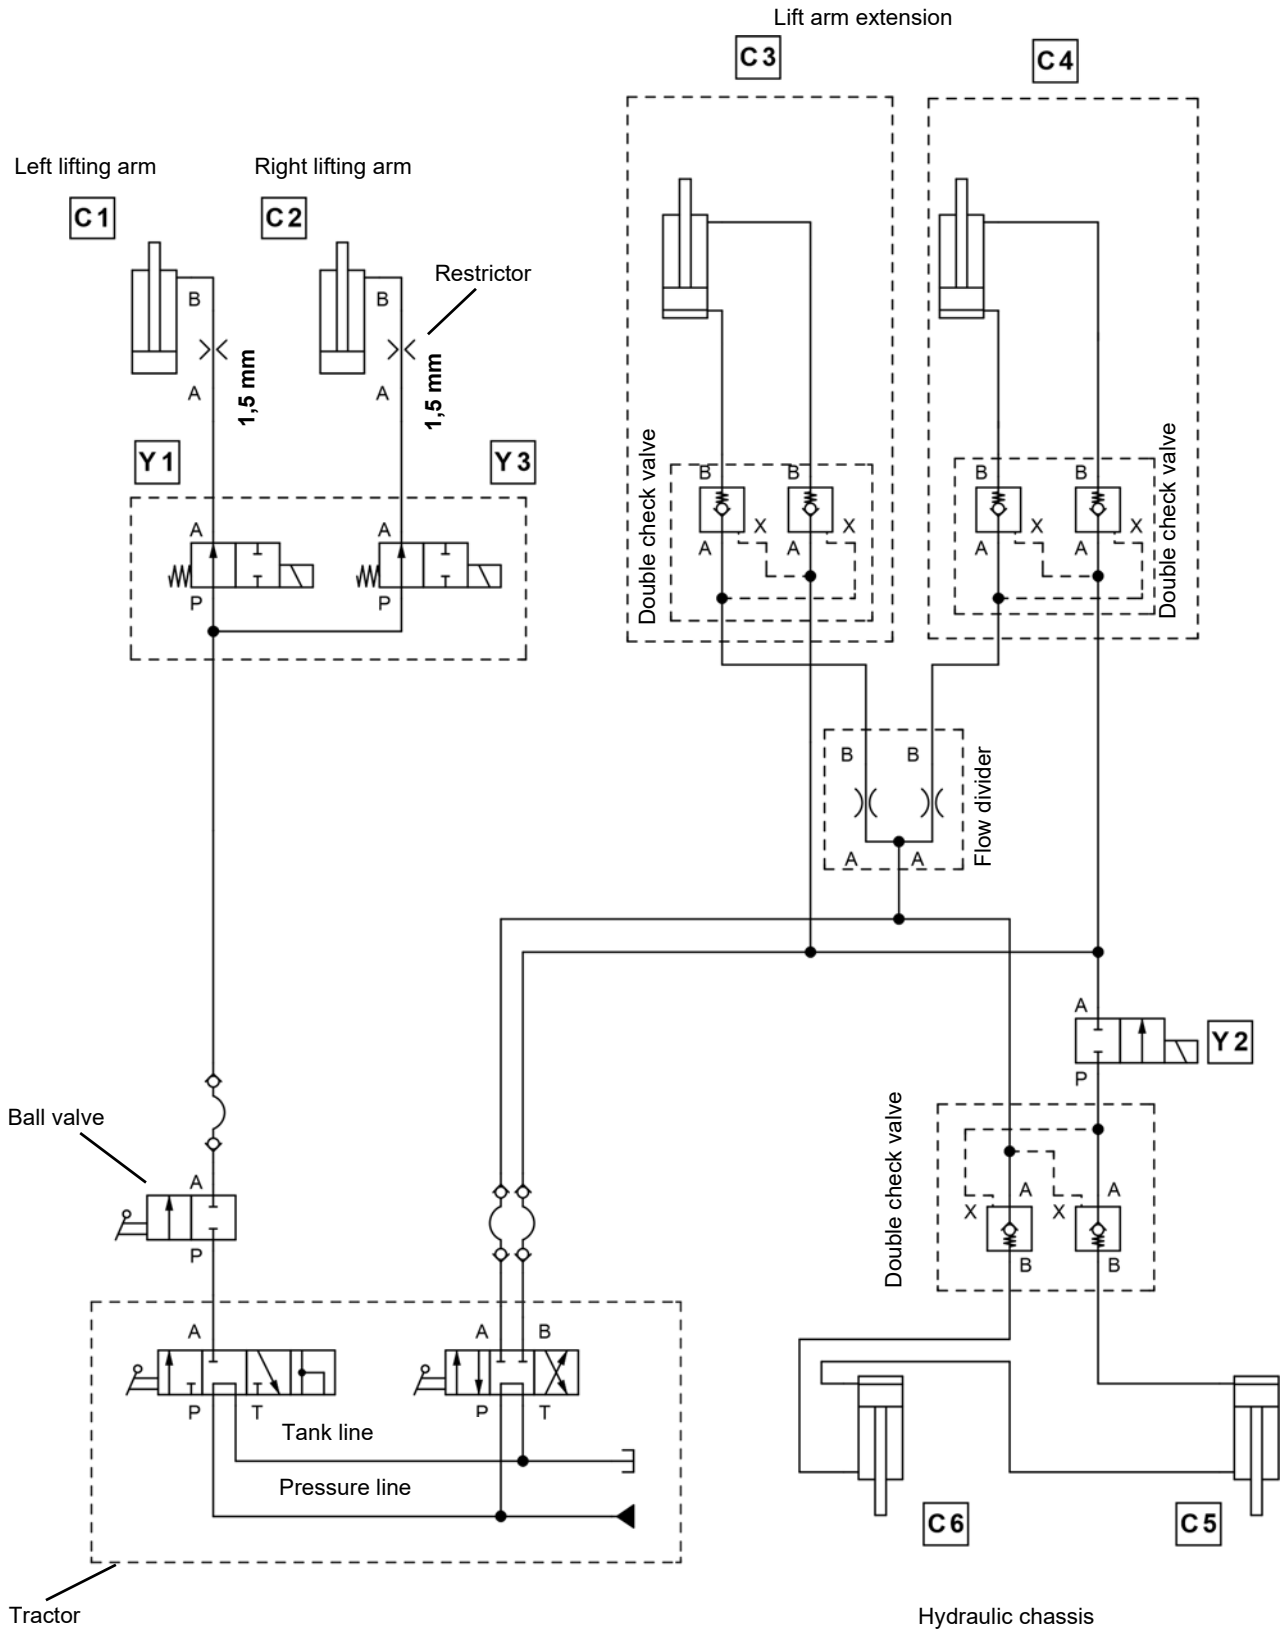 Lift arm extension
C3
C4
Left lifting arm
Right lifting arm
C1
C2
Restrictor
B
B
1,5 mm
1,5 mm
A
A
Y1
Y3
Double check valve
Double check valve
B
B
B
B
A
A
X
X
X
X
A
A
A
A
P
P
B
B
Flow divider
A
A
A
Y2
P
Ball valve
Double check valve
A
A
A
X
X
P
B
B
A
A
B
P
T
P
T
Tank line
Pressure line
C6
C5
Tractor
Hydraulic chassis